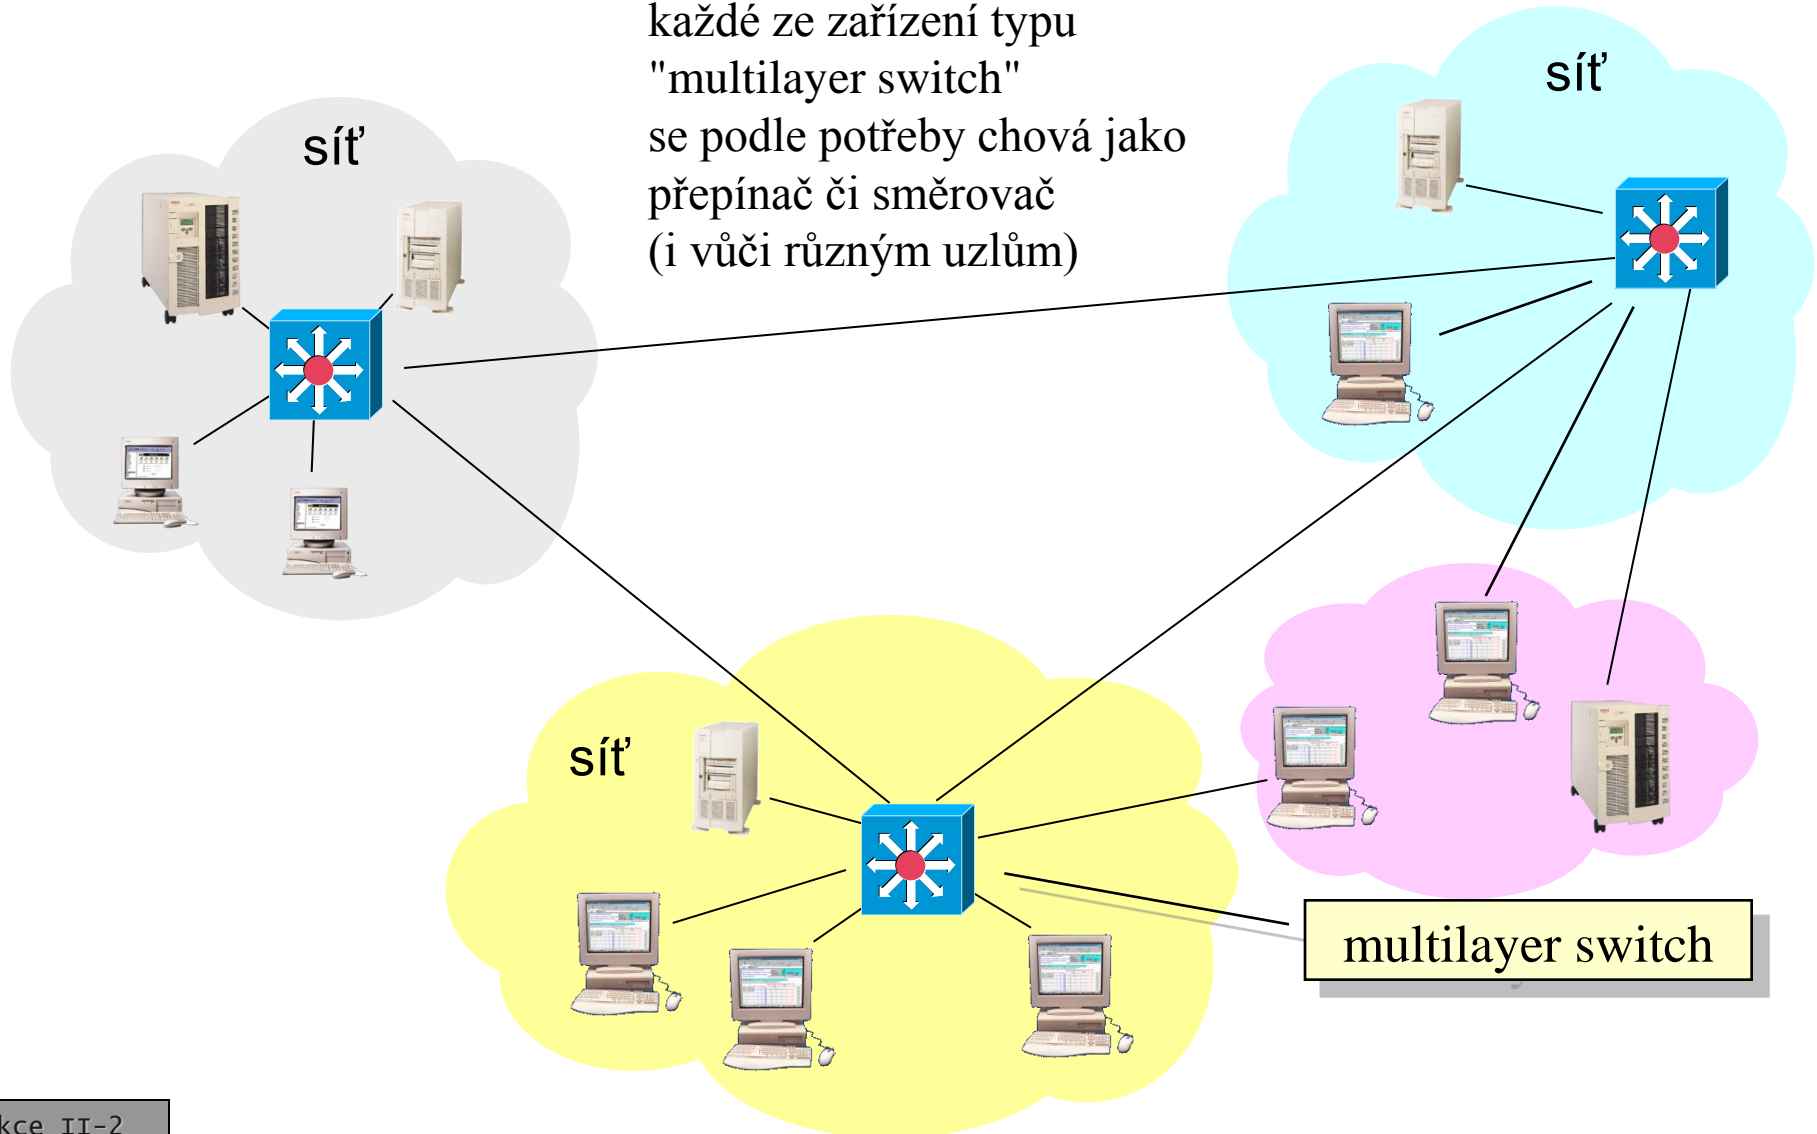 každé ze zařízení typu
"multilayer switch"
se podle potřeby chová jako
přepínač či směrovač
(i vůči různým uzlům)
síť
síť
síť
multilayer switch
kce II-2